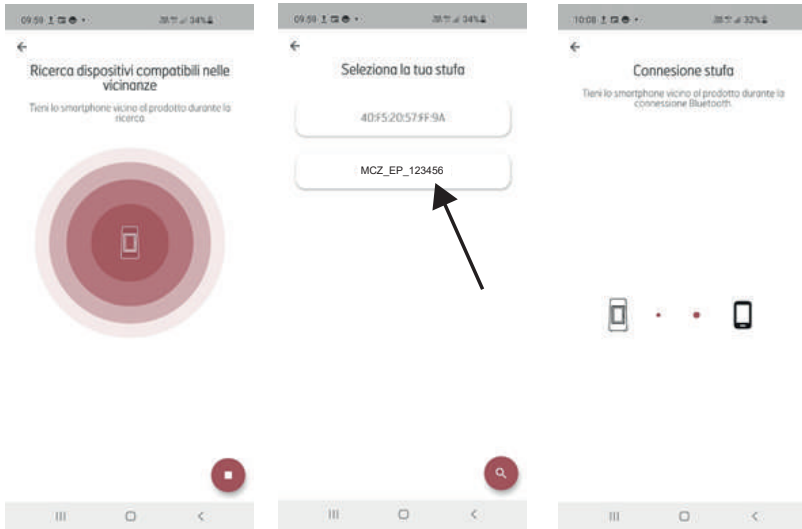 09:59
34%
Ricerca dispositivi compatibili nelle
vicinanze
Tieni lo smartphone vicino al prodotto durante la
ricerca
09:59
34%
Seleziona la tua stufa
40:F5:20:57:FF:9A
MCZ_EP_123456
10:08
32%
Connesione stufa
Tieni lo smartphone vicino al prodotto durante la
connessione Bluetooth